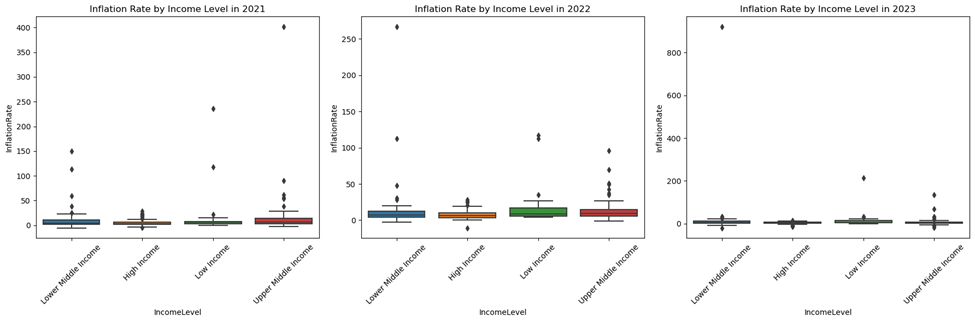 Inflation Rate by Income Level in 2021
InflationRate
400
350
300
250
200
150
100
50
0
Lower Middle Income
High Income
Low Income
Upper Middle Income
IncomeLevel
Inflation Rate by Income Level in 2022
InflationRate
250
200
150
100
50
0
Lower Middle Income
High Income
Low Income
Upper Middle Income
IncomeLevel
Inflation Rate by Income Level in 2023
InflationRate
800
600
400
200
0
Lower Middle Income
High Income
Low Income
Upper Middle Income
IncomeLevel